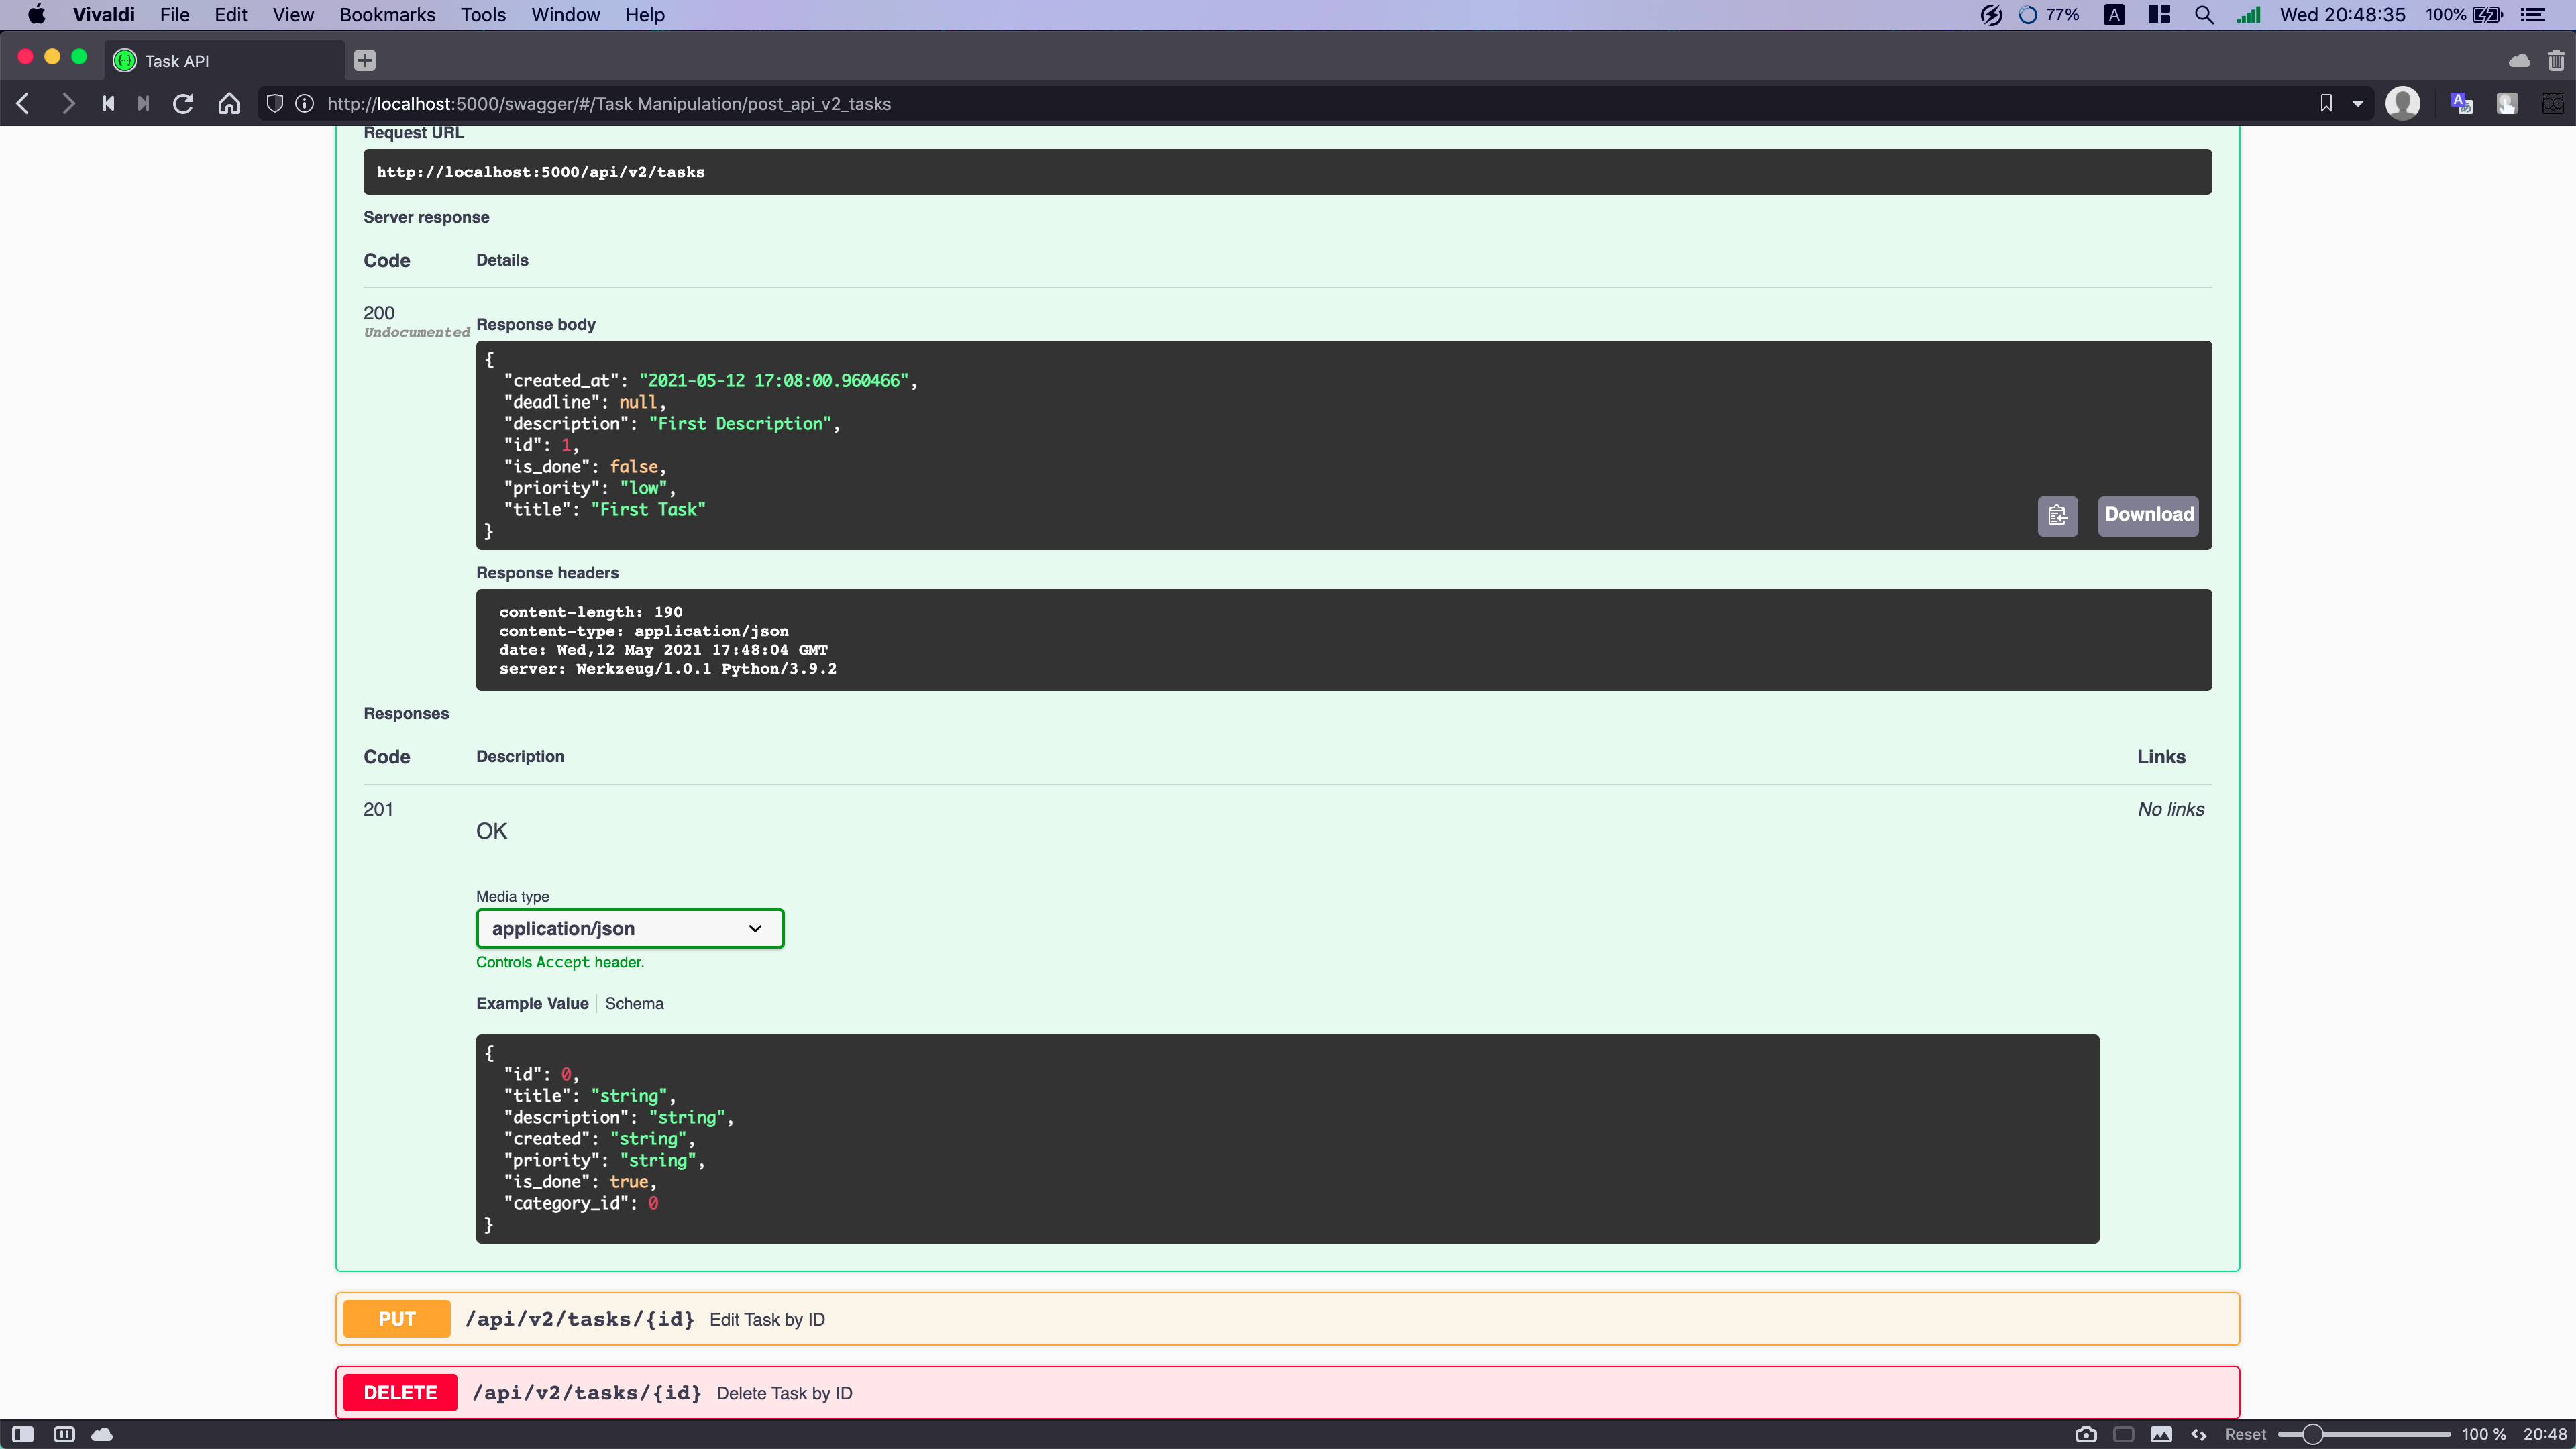 Vivaldi File Edit View Bookmarks Tools Window Help 77% A Wed 20:48:35 100%
Task API
http://localhost:5000/swagger/#/Task Manipulation/post_api_v2_tasks
Request URL
http://localhost:5000/api/v2/tasks
Server response
Code Details
200
Undocumented
Response body
{
"created_at": "2021-05-12 17:08:00.960466",
"deadline": null,
"description": "First Description",
"id": 1,
"is_done": false,
"priority": "low",
"title": "First Task"
}
Download
Response headers
content-length: 190
content-type: application/json
date: Wed,12 May 2021 17:48:04 GMT
server: Werkzeug/1.0.1 Python/3.9.2
Responses
Code Description Links
201 No links
OK
Media type
application/json
Controls Accept header.
Example Value Schema
{
"id": 0,
"title": "string",
"description": "string",
"created": "string",
"priority": "string",
"is_done": true,
"category_id": 0
}
PUT /api/v2/tasks/{id} Edit Task by ID
DELETE /api/v2/tasks/{id} Delete Task by ID
Reset 100 % 20:48